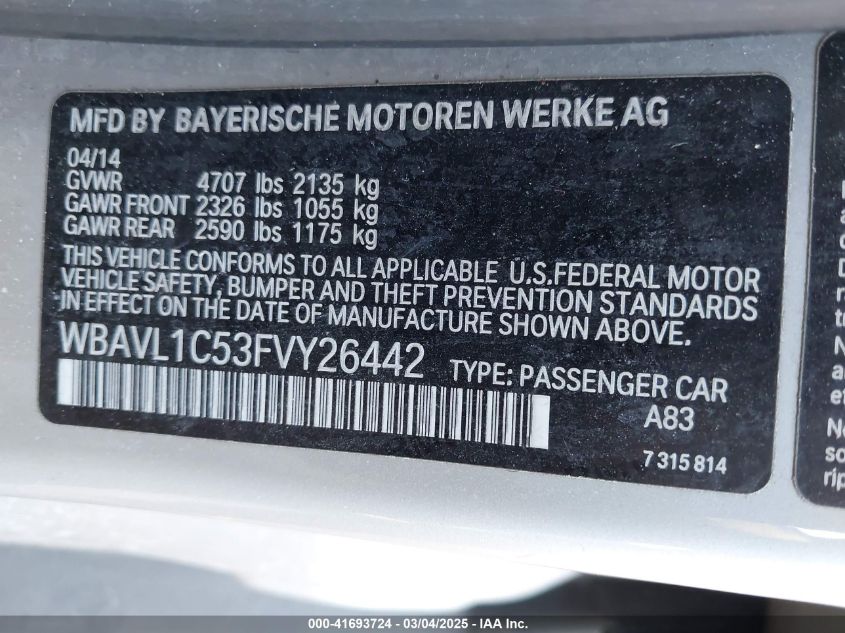 MFD BY BAYERISCHE MOTOREN WERKE AG
04/14
GVWR 4707 lbs 2135 kg
GAWR FRONT 2326 lbs 1055 kg
GAWR REAR 2590 lbs 1175 kg
THIS VEHICLE CONFORMS TO ALL APPLICABLE U.S.FEDERAL MOTOR
VEHICLE SAFETY, BUMPER AND THEFT PREVENTION STANDARDS
IN EFFECT ON THE DATE OF MANUFACTURE SHOWN ABOVE.
WBAVL1C53FVY26442 TYPE: PASSENGER CAR
A83
7 315 814
000-41693724 - 03/04/2025 - IAA Inc.